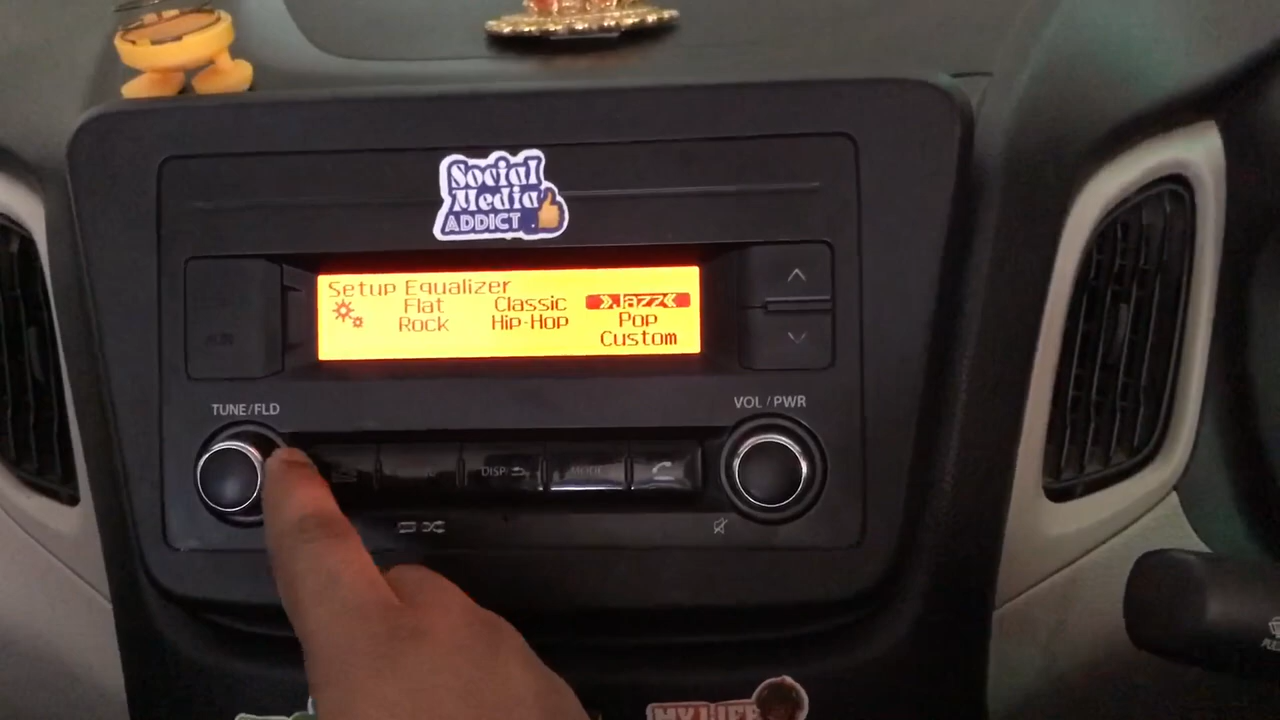 Social
Media
ADDICT
Setup Equalizer
Flat Classic Jazz
Rock Hip-Hop Pop
Custom
TUNE/FLD
VOL/PWR
DISP
MODE
MY LIFE